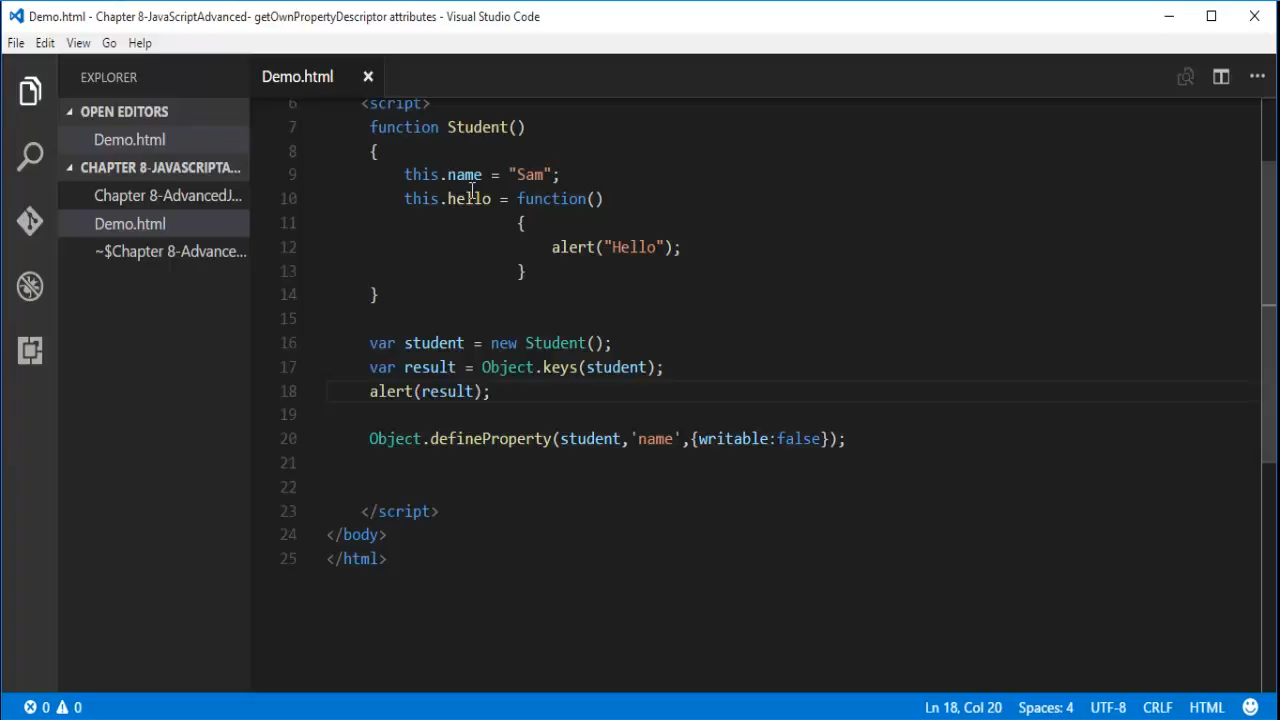 Demo.html - Chapter 8-JavaScriptAdvanced- getOwnPropertyDescriptor attributes - Visual Studio Code
File Edit View Go Help
EXPLORER
OPEN EDITORS
Demo.html
CHAPTER 8-JAVASCRIPTA...
Chapter 8-AdvancedJ...
Demo.html
~$Chapter 8-Advance...
Demo.html
6 <script>
7 function Student()
8 {
9 this.name = "Sam";
10 this.hello = function()
11 {
12 alert("Hello");
13 }
14 }
15
16 var student = new Student();
17 var result = Object.keys(student);
18 alert(result);
19
20 Object.defineProperty(student,'name',{writable:false});
21
22
23 </script>
24 </body>
25 </html>
0 0 Ln 18, Col 20 Spaces: 4 UTF-8 CRLF HTML